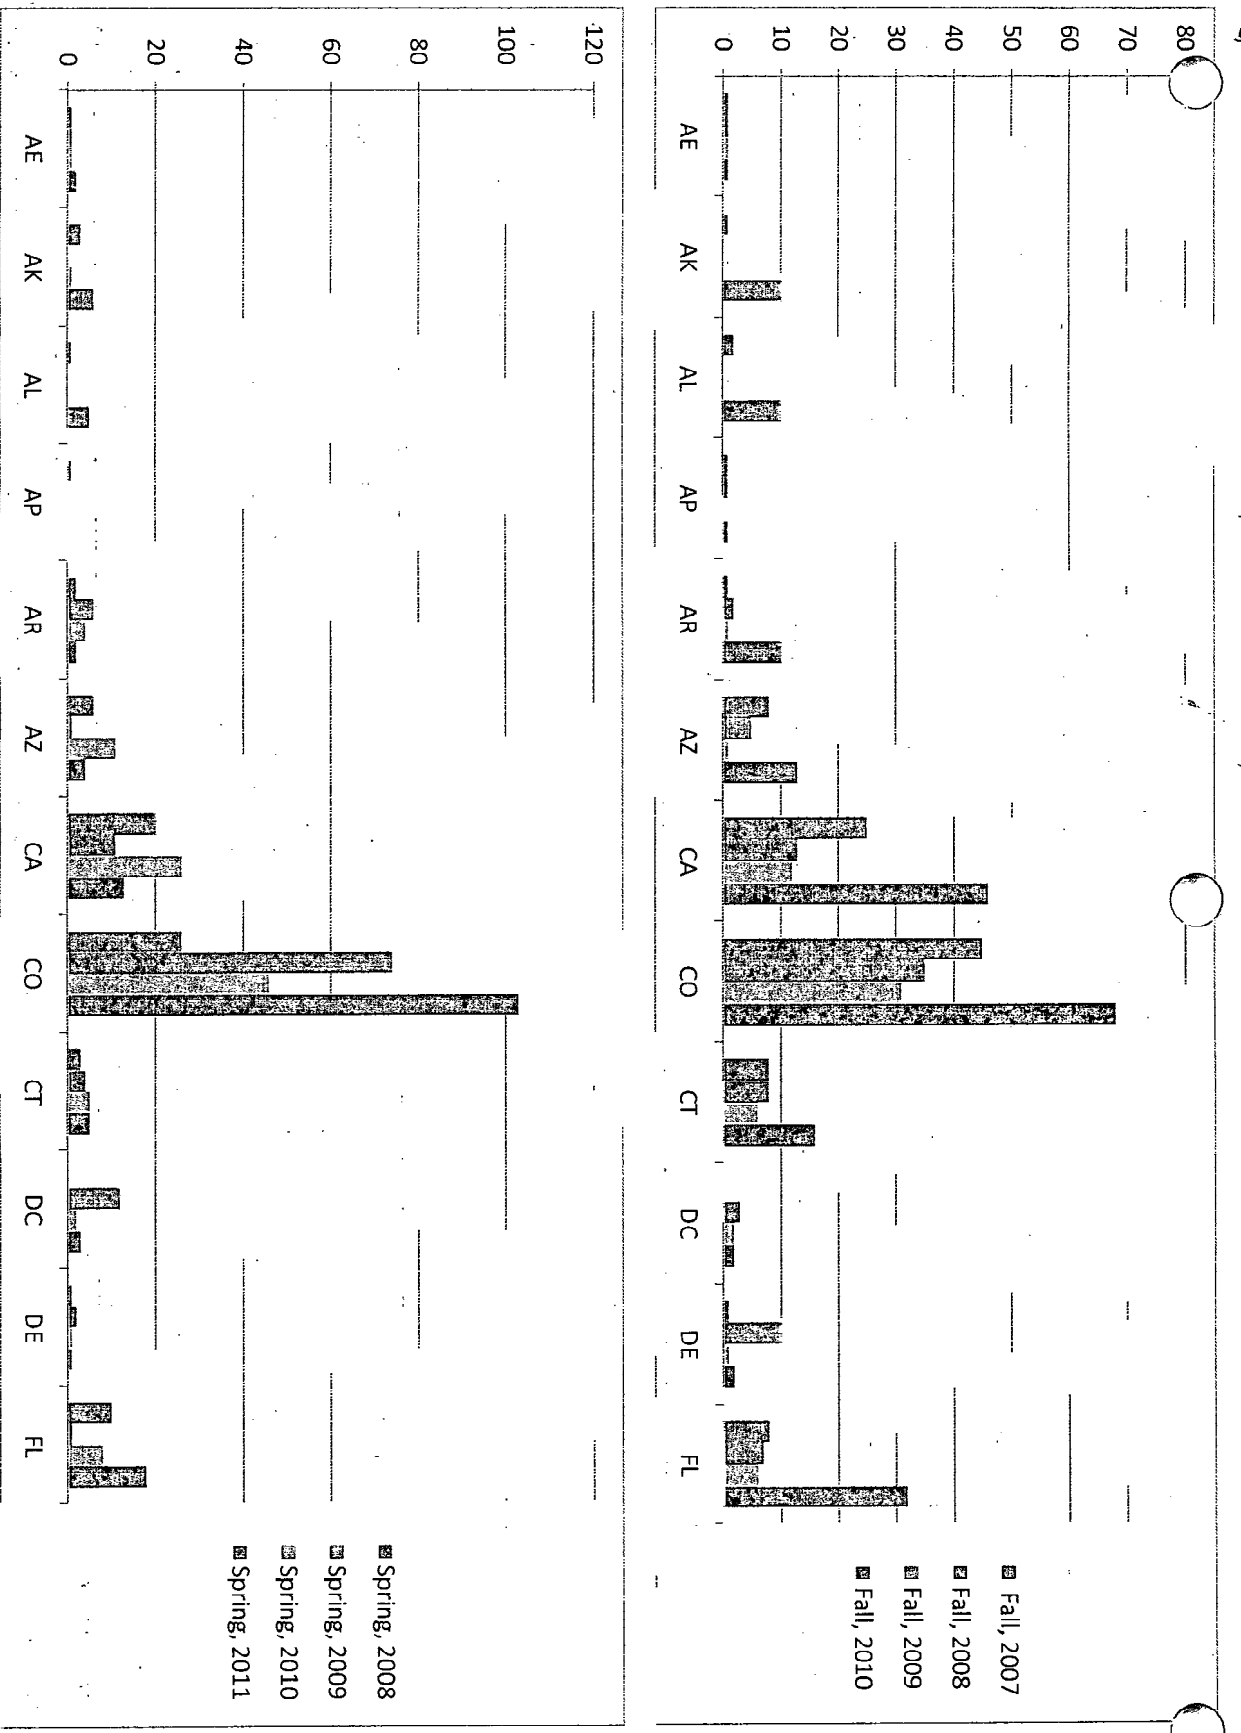 80
70
60
50
40
30
20
10
0
AE
AK
AL
AP
AR
AZ
CA
CO
CT
DC
DE
FL
Fall, 2007
Fall, 2008
Fall, 2009
Fall, 2010
120
100
80
60
40
20
0
AE
AK
AL
AP
AR
AZ
CA
CO
CT
DC
DE
FL
Spring, 2008
Spring, 2009
Spring, 2010
Spring, 2011